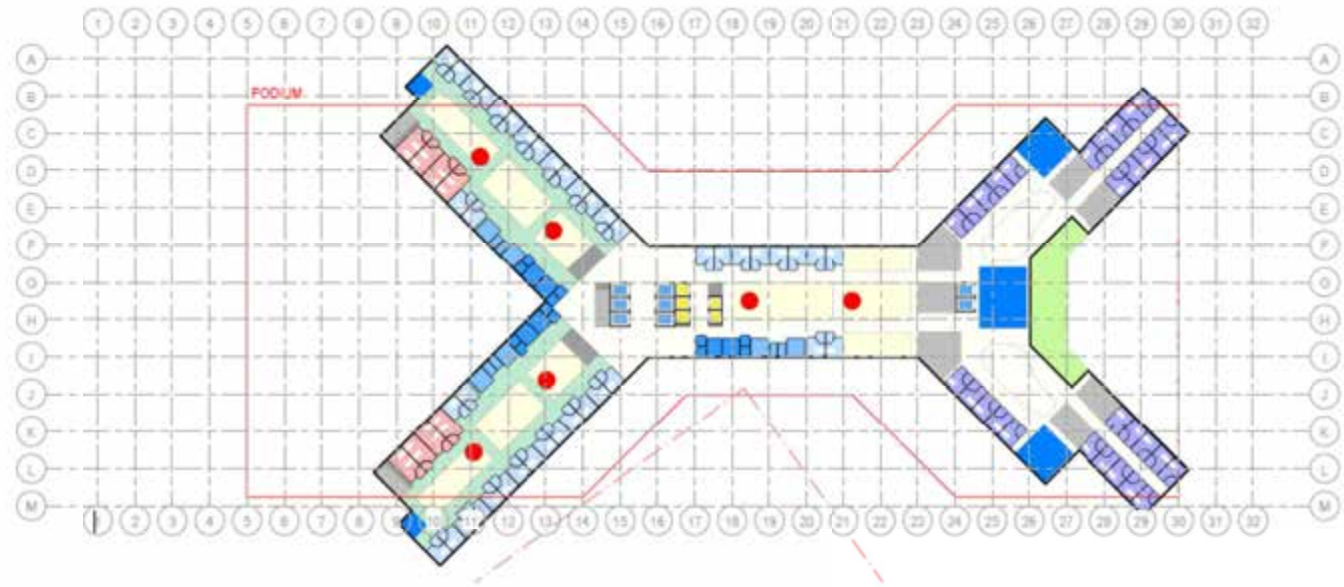 1 2 3 4 5 6 7 8 9 10 11 12 13 14 15 16 17 18 19 20 21 22 23 24 25 26 27 28 29 30 31 32
A A
B B
PODIUM
C C
D D
E E
F F
G G
H H
I I
J J
K K
L L
M M
1 2 3 4 5 6 7 8 9 10 11 12 13 14 15 16 17 18 19 20 21 22 23 24 25 26 27 28 29 30 31 32